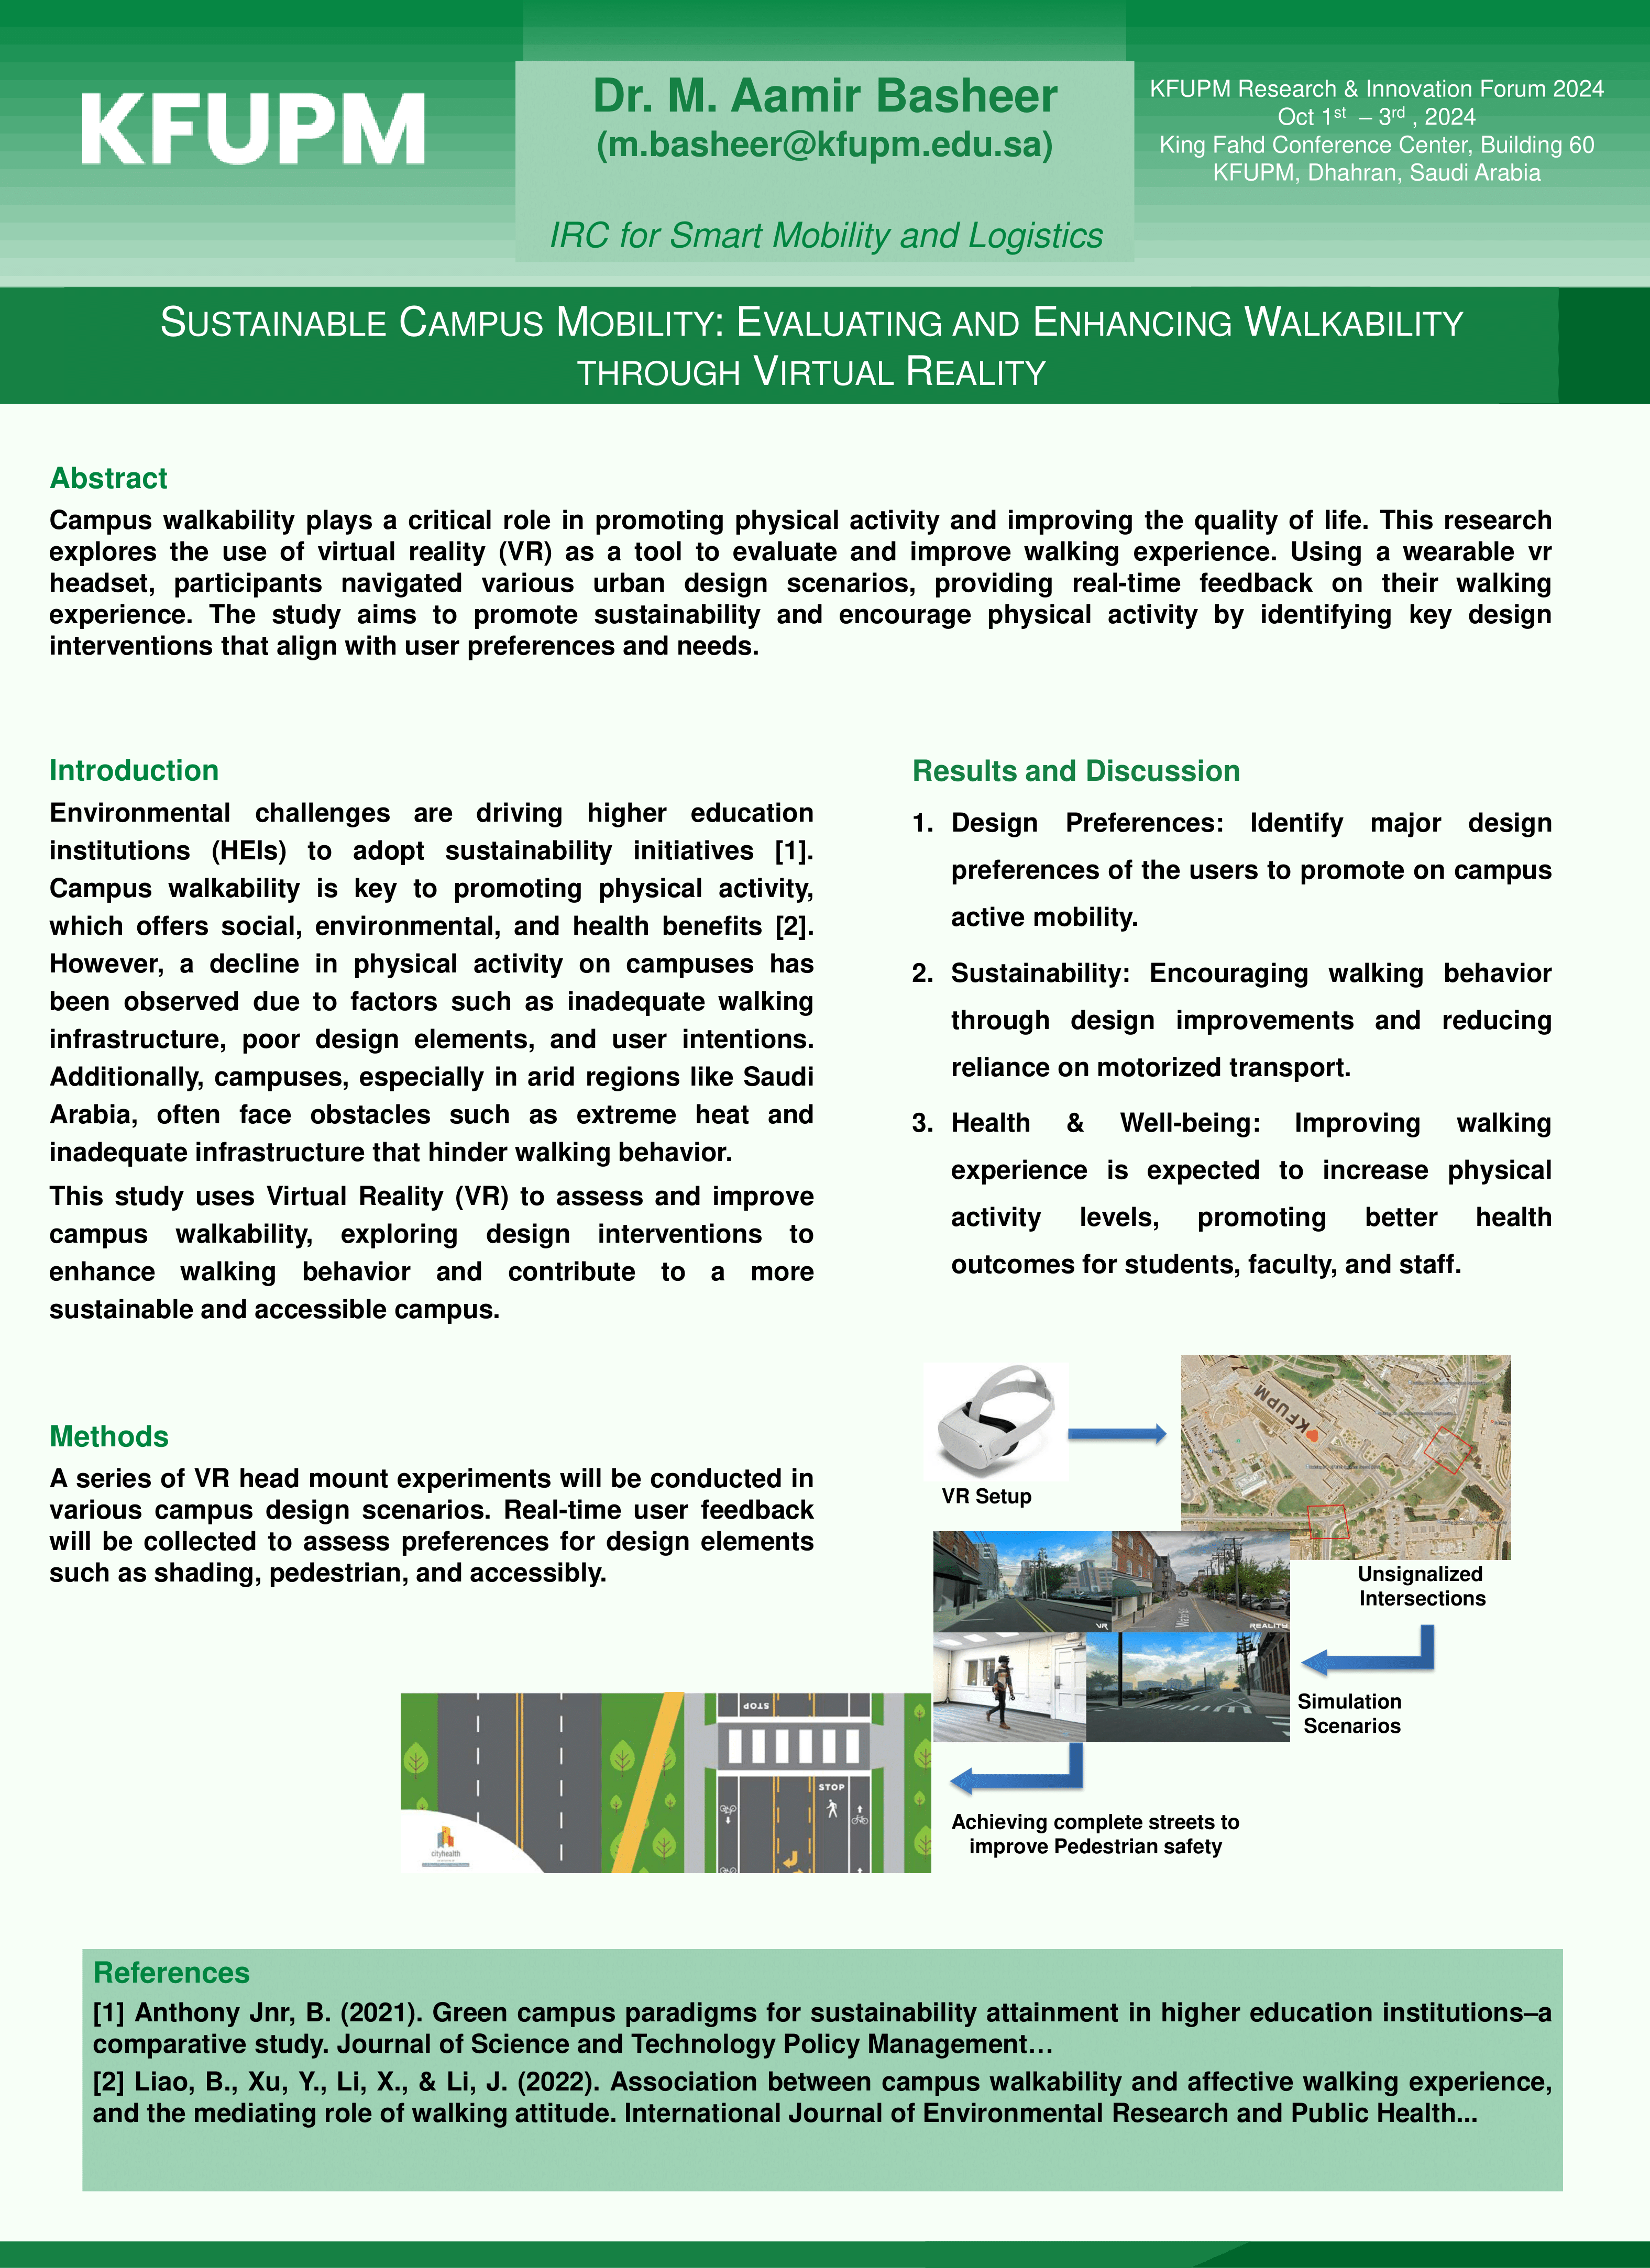 KFUPM
Dr. M. Aamir Basheer
(m.basheer@kfupm.edu.sa)
IRC for Smart Mobility and Logistics
KFUPM Research & Innovation Forum 2024
Oct 1st – 3rd , 2024
King Fahd Conference Center, Building 60
KFUPM, Dhahran, Saudi Arabia
SUSTAINABLE CAMPUS MOBILITY: EVALUATING AND ENHANCING WALKABILITY
THROUGH VIRTUAL REALITY
Abstract
Campus walkability plays a critical role in promoting physical activity and improving the quality of life. This research
explores the use of virtual reality (VR) as a tool to evaluate and improve walking experience. Using a wearable vr
headset, participants navigated various urban design scenarios, providing real-time feedback on their walking
experience. The study aims to promote sustainability and encourage physical activity by identifying key design
interventions that align with user preferences and needs.
Introduction
Environmental challenges are driving higher education
institutions (HEIs) to adopt sustainability initiatives [1].
Campus walkability is key to promoting physical activity,
which offers social, environmental, and health benefits [2].
However, a decline in physical activity on campuses has
been observed due to factors such as inadequate walking
infrastructure, poor design elements, and user intentions.
Additionally, campuses, especially in arid regions like Saudi
Arabia, often face obstacles such as extreme heat and
inadequate infrastructure that hinder walking behavior.
This study uses Virtual Reality (VR) to assess and improve
campus walkability, exploring design interventions to
enhance walking behavior and contribute to a more
sustainable and accessible campus.
Methods
A series of VR head mount experiments will be conducted in
various campus design scenarios. Real-time user feedback
will be collected to assess preferences for design elements
such as shading, pedestrian, and accessibly.
Results and Discussion
1. Design Preferences: Identify major design
preferences of the users to promote on campus
active mobility.
2. Sustainability: Encouraging walking behavior
through design improvements and reducing
reliance on motorized transport.
3. Health & Well-being: Improving walking
experience is expected to increase physical
activity levels, promoting better health
outcomes for students, faculty, and staff.
VR Setup
KFUPM
Unsignalized
Intersections
VR
REALITY
Simulation
Scenarios
STOP
STOP
cityhealth
Achieving complete streets to
improve Pedestrian safety
References
[1] Anthony Jnr, B. (2021). Green campus paradigms for sustainability attainment in higher education institutions–a
comparative study. Journal of Science and Technology Policy Management…
[2] Liao, B., Xu, Y., Li, X., & Li, J. (2022). Association between campus walkability and affective walking experience,
and the mediating role of walking attitude. International Journal of Environmental Research and Public Health...